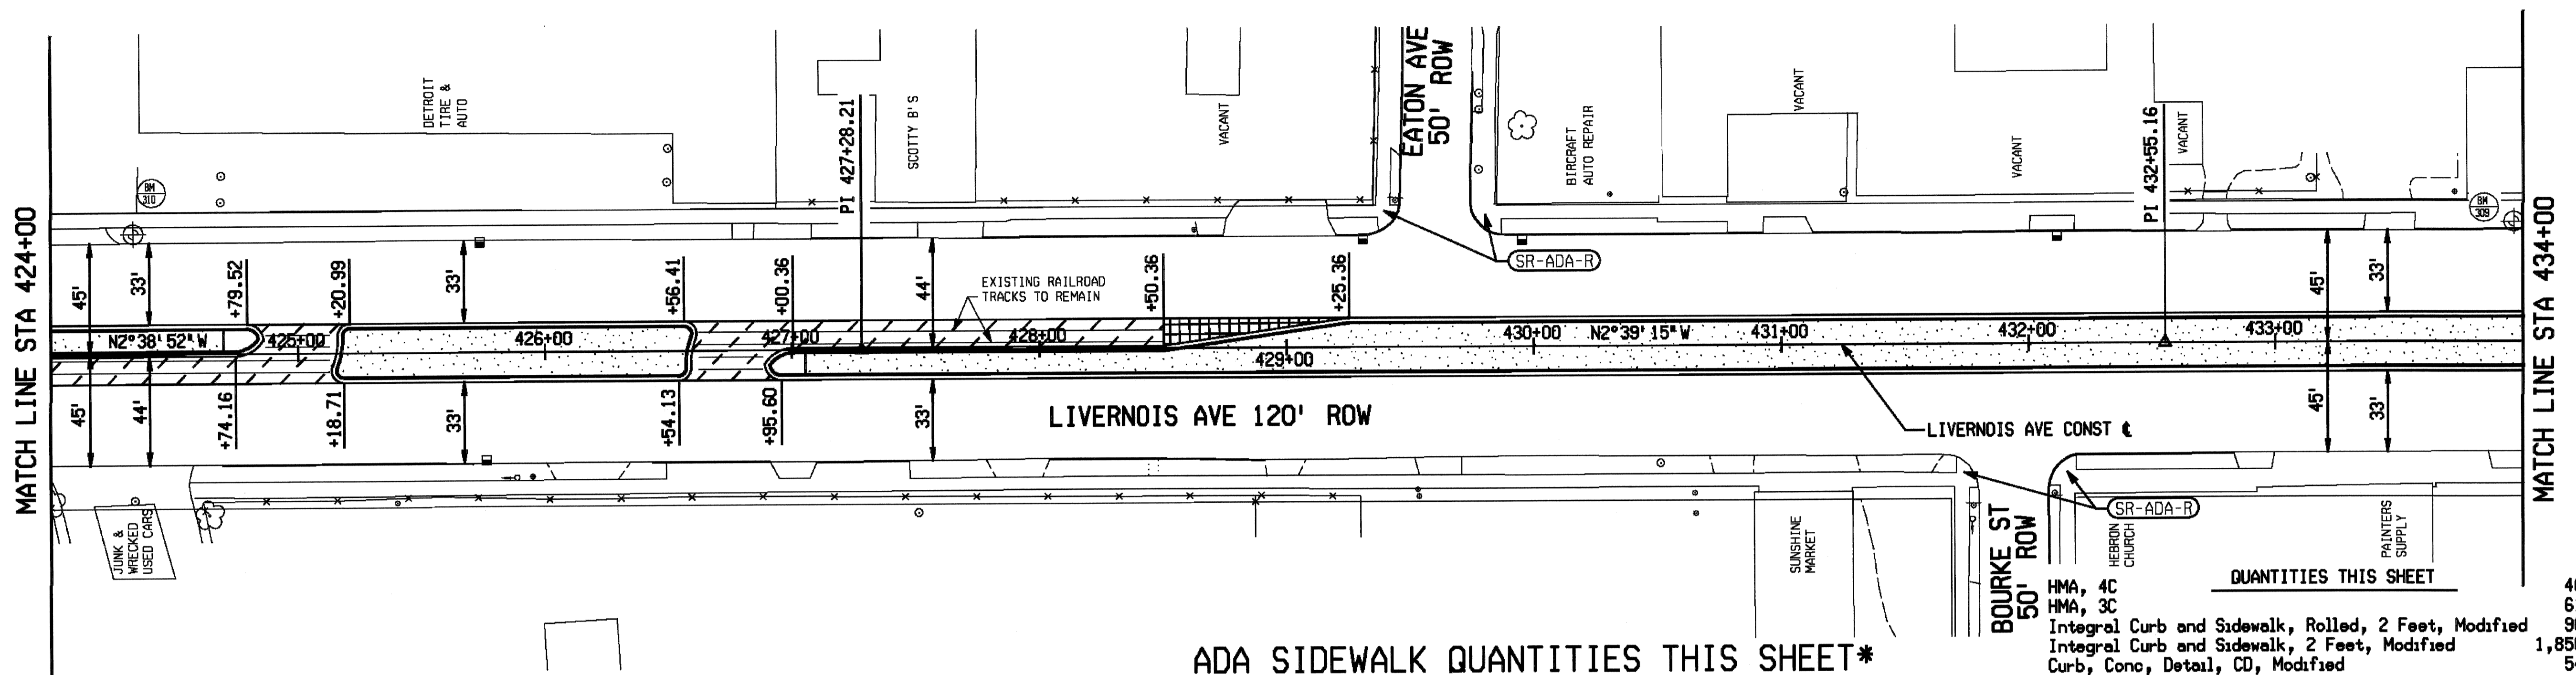 MATCH LINE STA 424+00
DETROIT
TIRE &
AUTO
BM
310
SCOTTY B'S
PI 427+28.21
VACANT
EATON AVE
50' ROW
BIRCRAFT
AUTO REPAIR
VACANT
VACANT
PI 432+55.16
VACANT
BM
309
MATCH LINE STA 434+00
SR-ADA-R
45'
33'
+79.52
+20.99
33'
+56.41
+00.36
44'
EXISTING RAILROAD
TRACKS TO REMAIN
+50.36
+25.36
45'
33'
N2°38'52"W
425+00
426+00
427+00
428+00
429+00
430+00
N2°39'15"W
431+00
432+00
433+00
45'
44'
+74.16
+18.71
33'
+54.13
+95.60
33'
LIVERNOIS AVE 120' ROW
LIVERNOIS AVE CONST ℄
45'
33'
JUNK &
WRECKED
USED CARS
SUNSHINE
MARKET
BOURKE ST
50' ROW
SR-ADA-R
HEBRON
CHURCH
PAINTERS
SUPPLY
QUANTITIES THIS SHEET
HMA, 4C
HMA, 3C
Integral Curb and Sidewalk, Rolled, 2 Feet, Modified
Integral Curb and Sidewalk, 2 Feet, Modified
Curb, Conc, Detail, CD, Modified
ADA SIDEWALK QUANTITIES THIS SHEET*